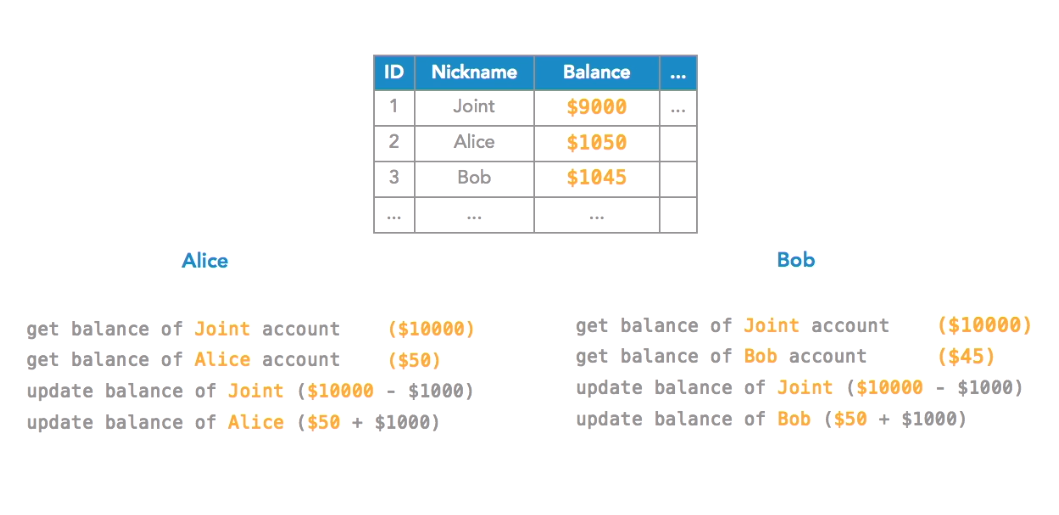 ID Nickname Balance ...
1 Joint $9000 ...
2 Alice $1050
3 Bob $1045
... ... ...
Alice
get balance of Joint account ($10000)
get balance of Alice account ($50)
update balance of Joint ($10000 - $1000)
update balance of Alice ($50 + $1000)
Bob
get balance of Joint account ($10000)
get balance of Bob account ($45)
update balance of Joint ($10000 - $1000)
update balance of Bob ($50 + $1000)